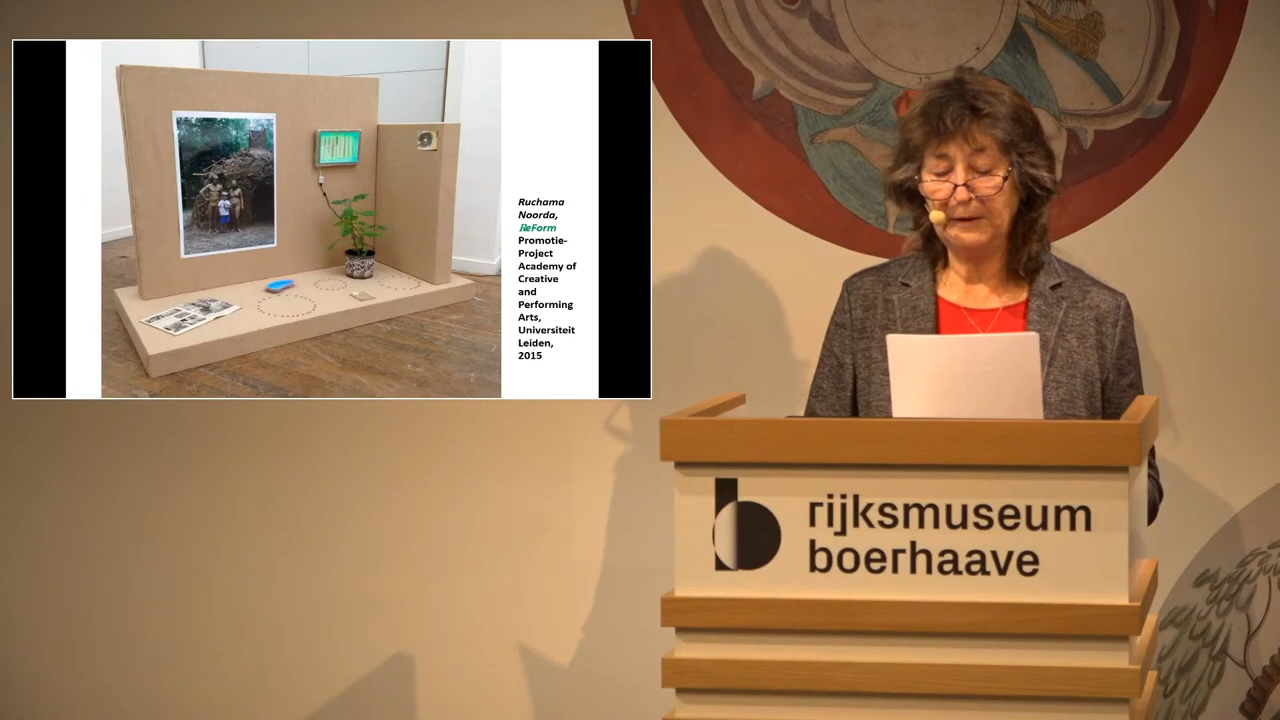 Ruchama
Noorda,
ReForm
Promotie-
Project
Academy of
Creative
and
Performing
Arts,
Universiteit
Leiden,
2015
rijksmuseum
boerhaave